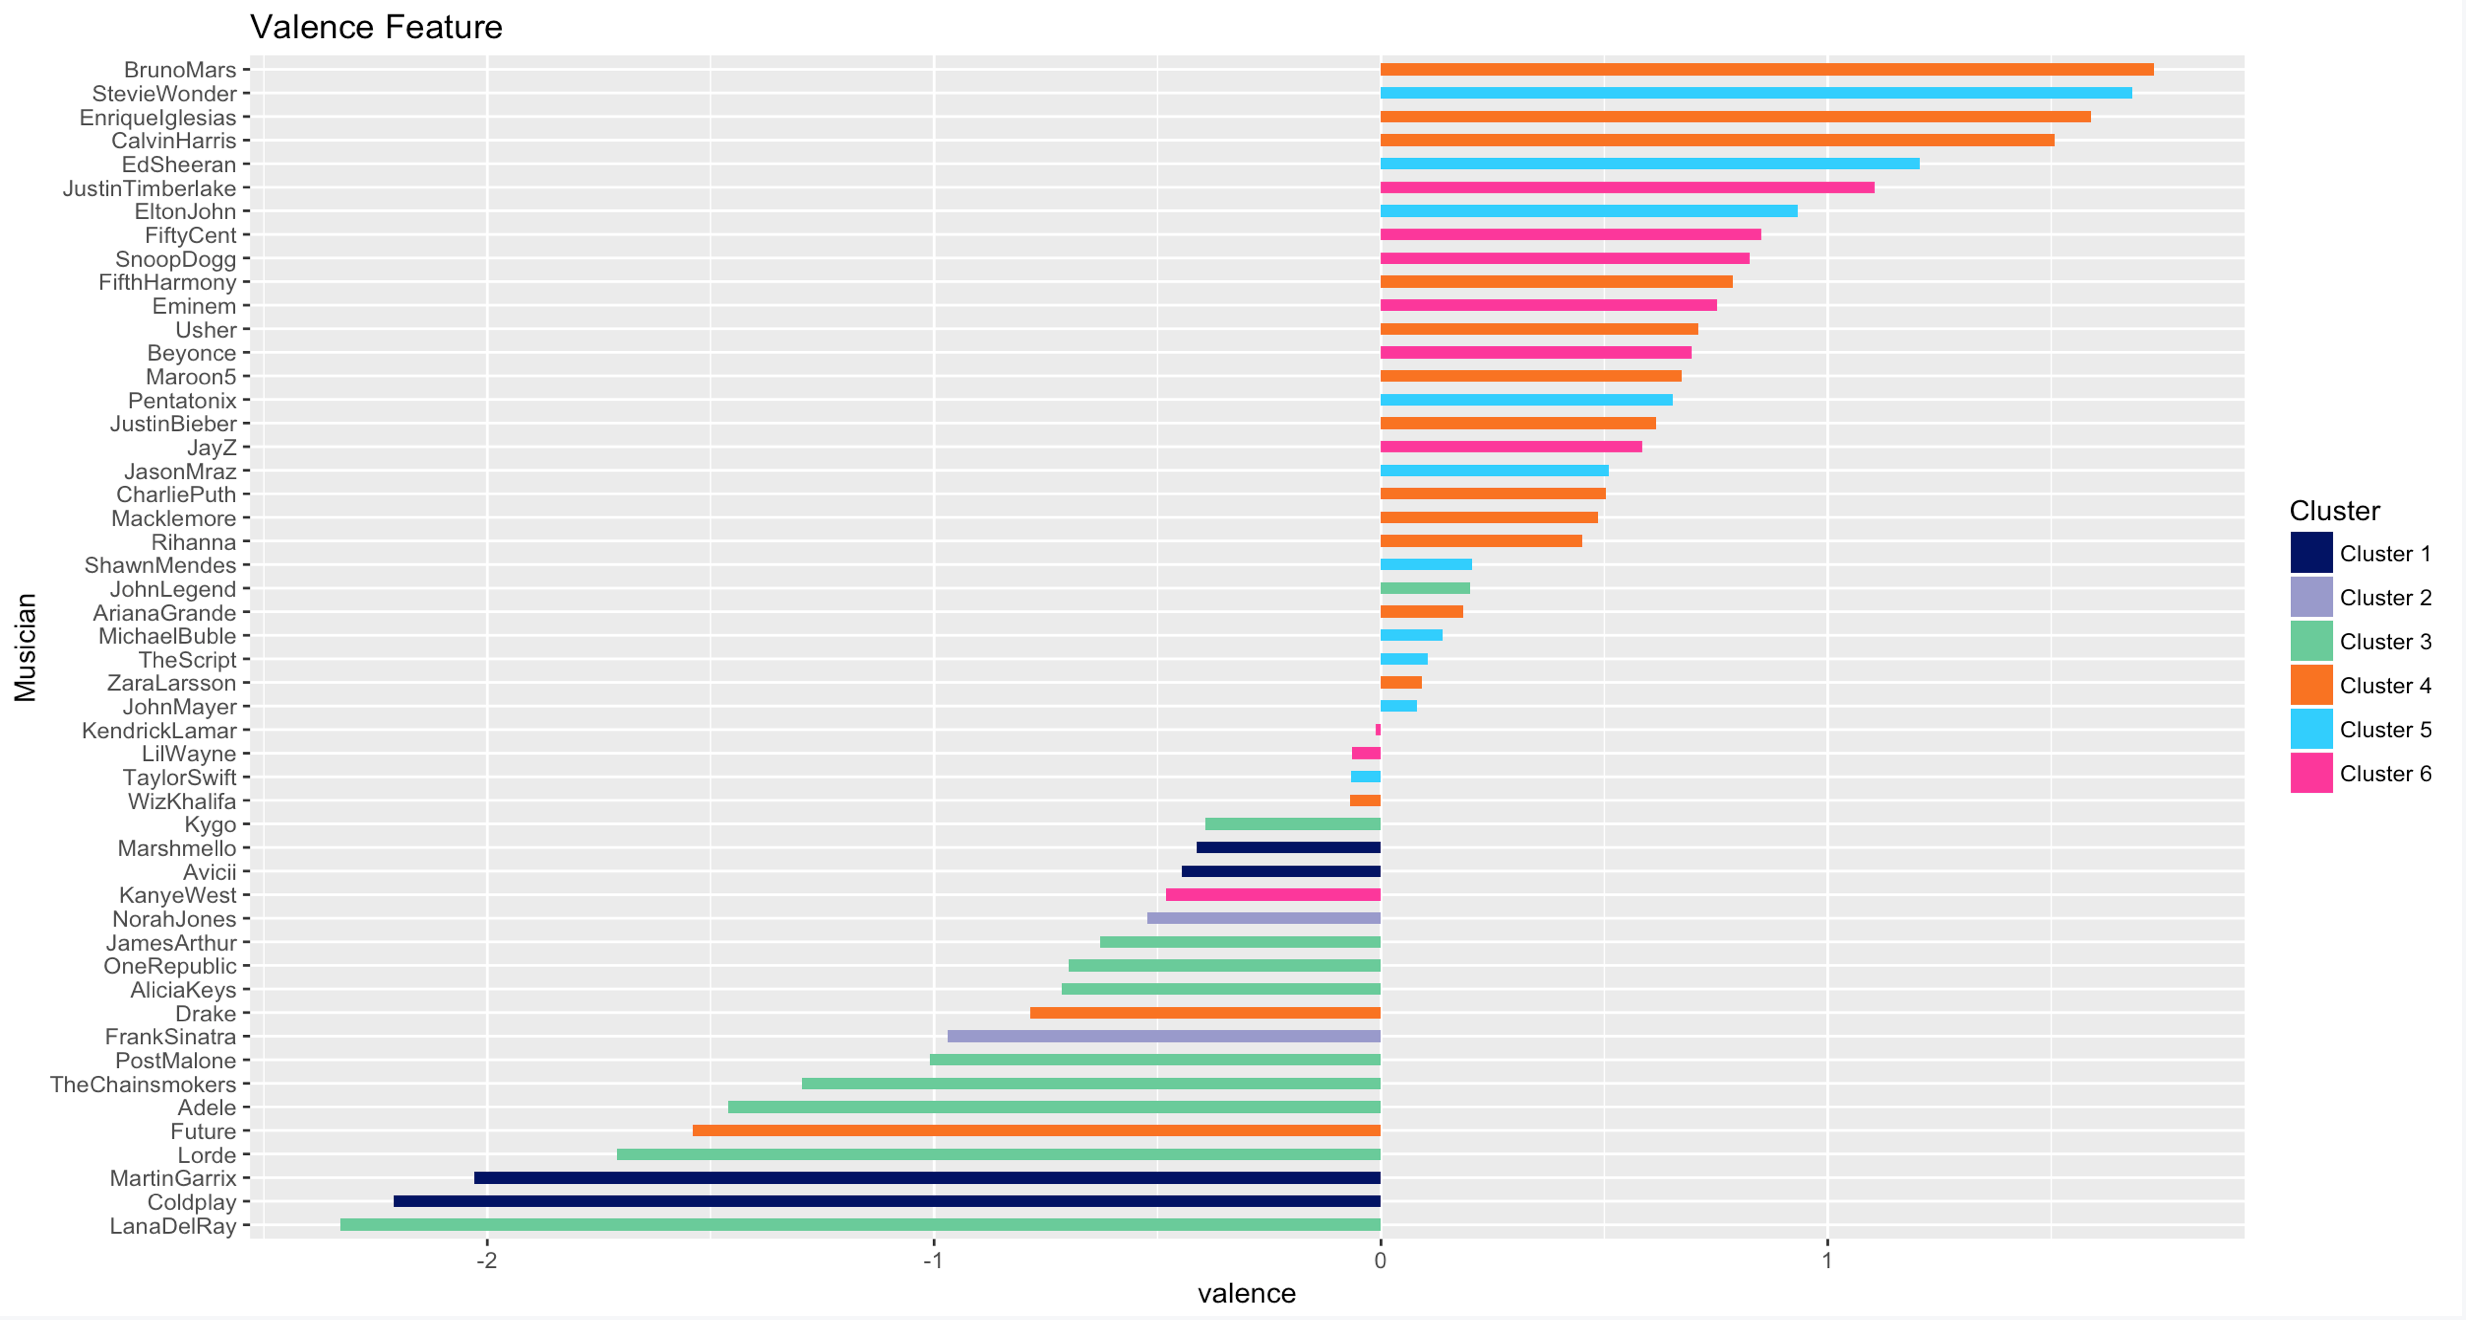 Valence Feature
BrunoMars
StevieWonder
EnriqueIglesias
CalvinHarris
EdSheeran
JustinTimberlake
EltonJohn
FiftyCent
SnoopDogg
FifthHarmony
Eminem
Usher
Beyonce
Maroon5
Pentatonix
JustinBieber
JayZ
JasonMraz
CharliePuth
Macklemore
Rihanna
ShawnMendes
JohnLegend
ArianaGrande
MichaelBuble
TheScript
ZaraLarsson
JohnMayer
KendrickLamar
LilWayne
TaylorSwift
WizKhalifa
Kygo
Marshmello
Avicii
KanyeWest
NorahJones
JamesArthur
OneRepublic
AliciaKeys
Drake
FrankSinatra
PostMalone
TheChainsmokers
Adele
Future
Lorde
MartinGarrix
Coldplay
LanaDelRay
Musician
-2 -1 0 1
valence
Cluster
Cluster 1
Cluster 2
Cluster 3
Cluster 4
Cluster 5
Cluster 6